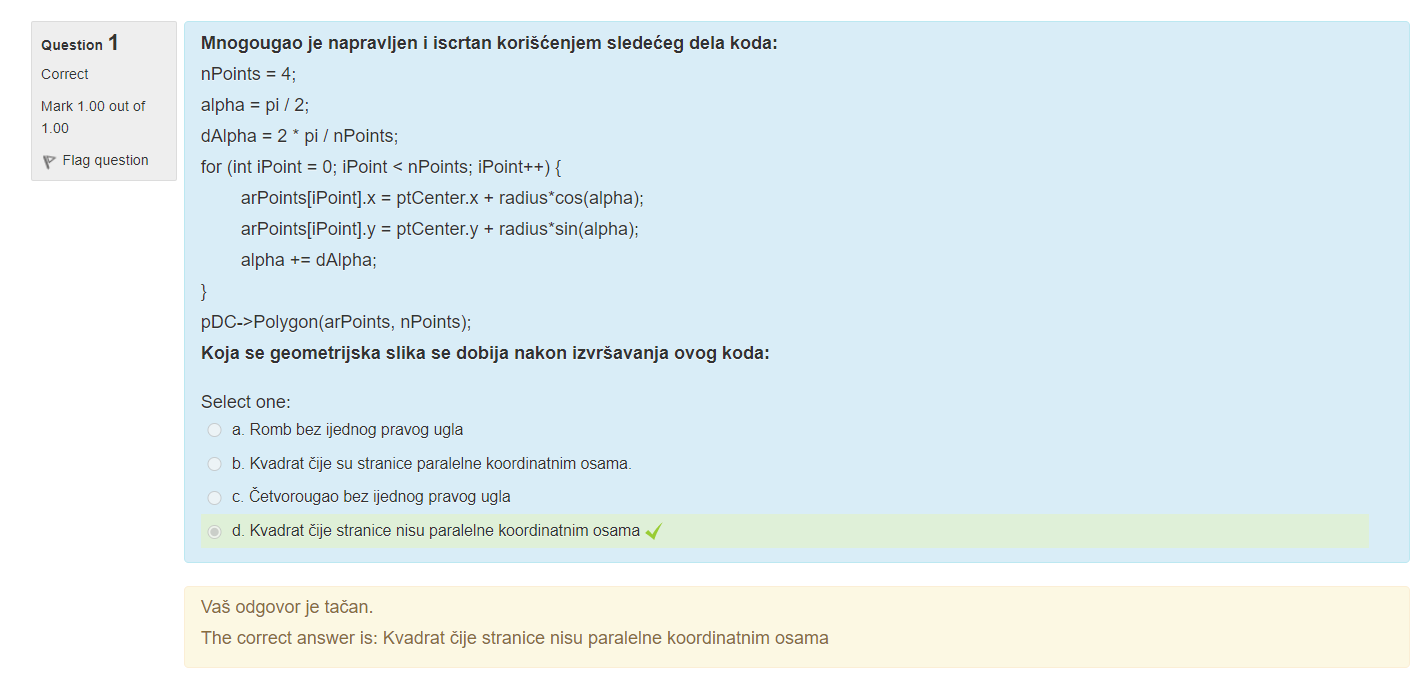 Question 1
Correct
Mark 1.00 out of
1.00
Flag question
Mnogougao je napravljen i iscrtan korišćenjem sledećeg dela koda:
nPoints = 4;
alpha = pi / 2;
dAlpha = 2 * pi / nPoints;
for (int iPoint = 0; iPoint < nPoints; iPoint++) {
arPoints[iPoint].x = ptCenter.x + radius*cos(alpha);
arPoints[iPoint].y = ptCenter.y + radius*sin(alpha);
alpha += dAlpha;
}
pDC->Polygon(arPoints, nPoints);
Koja se geometrijska slika se dobija nakon izvršavanja ovog koda:
Select one:
a. Romb bez ijednog pravog ugla
b. Kvadrat čije su stranice paralelne koordinatnim osama.
c. Četvorougao bez ijednog pravog ugla
d. Kvadrat čije stranice nisu paralelne koordinatnim osama
Vaš odgovor je tačan.
The correct answer is: Kvadrat čije stranice nisu paralelne koordinatnim osama